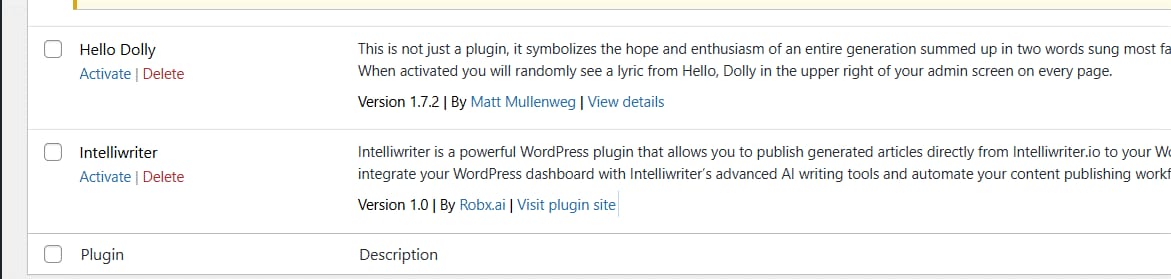 Hello Dolly
Activate | Delete
This is not just a plugin, it symbolizes the hope and enthusiasm of an entire generation summed up in two words sung most
When activated you will randomly see a lyric from Hello, Dolly in the upper right of your admin screen on every page.
Version 1.7.2 | By Matt Mullenweg | View details
Intelliwriter
Activate | Delete
Intelliwriter is a powerful WordPress plugin that allows you to publish generated articles directly from Intelliwriter.io to your
integrate your WordPress dashboard with Intelliwriter's advanced AI writing tools and automate your content publishing
Version 1.0 | By Robx.ai | Visit plugin site
Plugin
Description